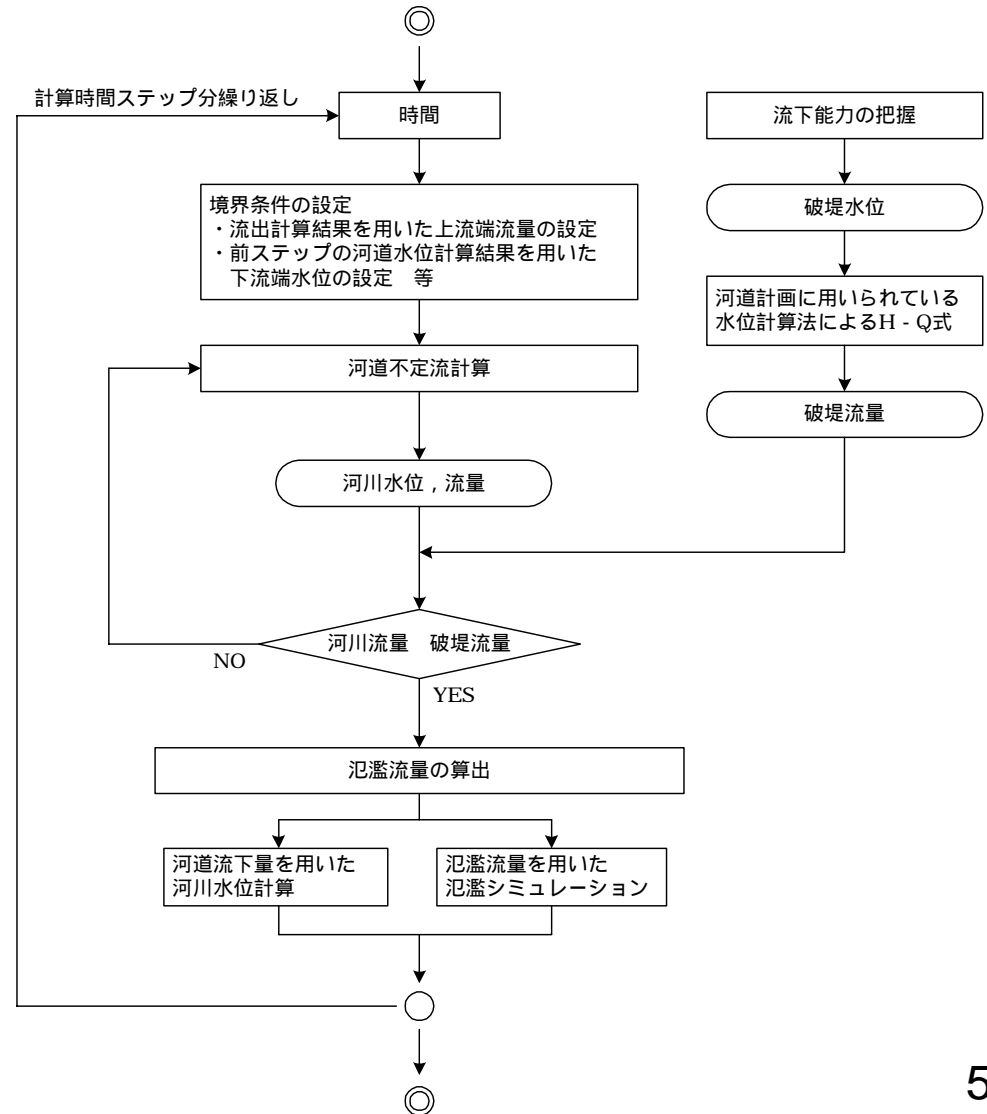 計算時間ステップ分繰り返し
時間
境界条件の設定
・流出計算結果を用いた上流端流量の設定
・前ステップの河道水位計算結果を用いた
下流端水位の設定　等
河道不定流計算
河川水位，流量
流下能力の把握
破堤水位
河道計画に用いられている
水位計算法によるH - Q式
破堤流量
河川流量　破堤流量
NO
YES
氾濫流量の算出
河道流下量を用いた
河川水位計算
氾濫流量を用いた
氾濫シミュレーション
5